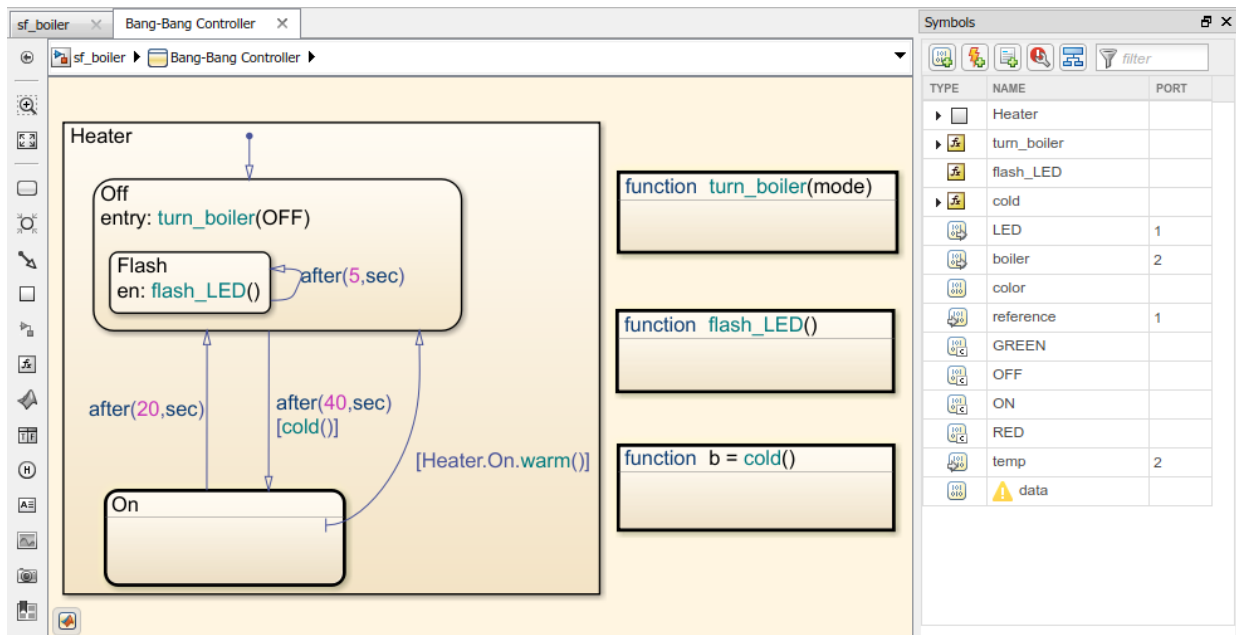 sf_boiler
Bang-Bang Controller
Symbols
sf_boiler
Bang-Bang Controller
filter
TYPE NAME PORT
Heater
Off
entry: turn_boiler(OFF)
Flash
en: flash_LED()
after(5,sec)
after(20,sec)
after(40,sec)
[cold()]
[Heater.On.warm()]
On
function turn_boiler(mode)
function flash_LED()
function b = cold()
Heater
fx turn_boiler
fx flash_LED
fx cold
LED 1
boiler 2
color
reference 1
GREEN
OFF
ON
RED
temp 2
data